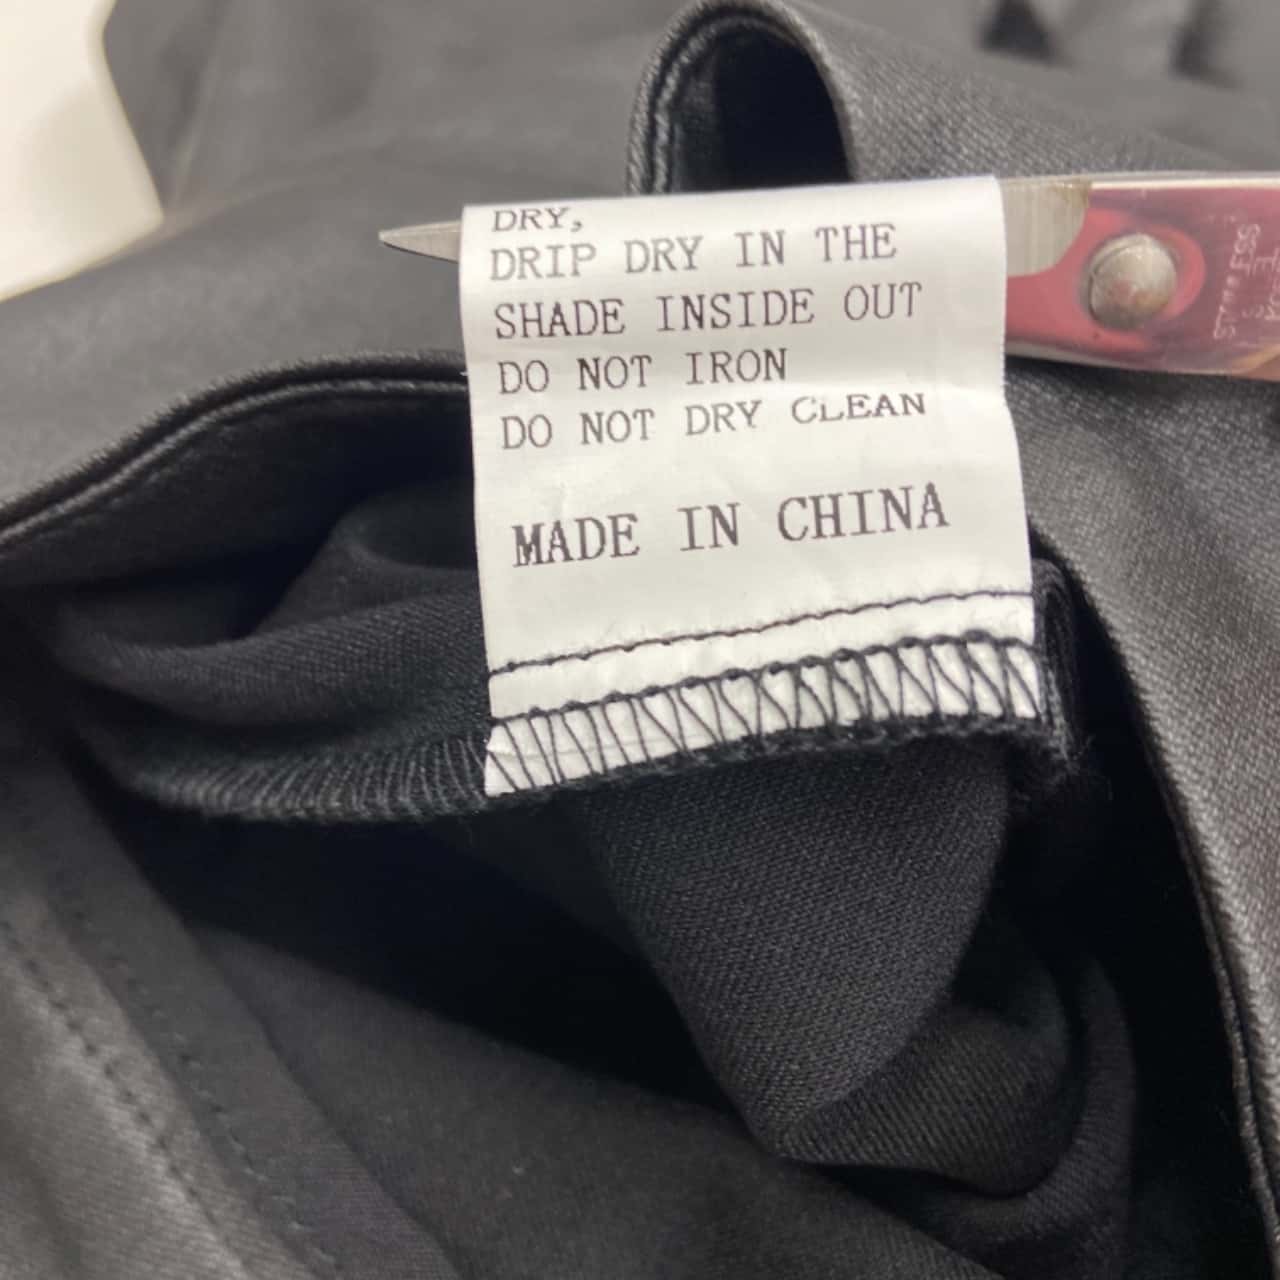 DRY,
DRIP DRY IN THE
SHADE INSIDE OUT
DO NOT IRON
DO NOT DRY CLEAN
MADE IN CHINA